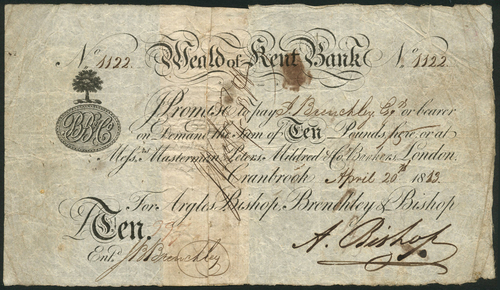 No. 1122. Weald of Kent Bank No. 1122.
I Promise to pay J. Brenchley Esqr. or bearer
on Demand the Sum of Ten Pounds here or at
Messrs. Masterman Peters Mildred & Co. Bankers London.
Cranbrook April 20th 1813
For Argles Bishop, Brenchley & Bishop
£Ten.
Entd. J Brenchley
A. Bishop